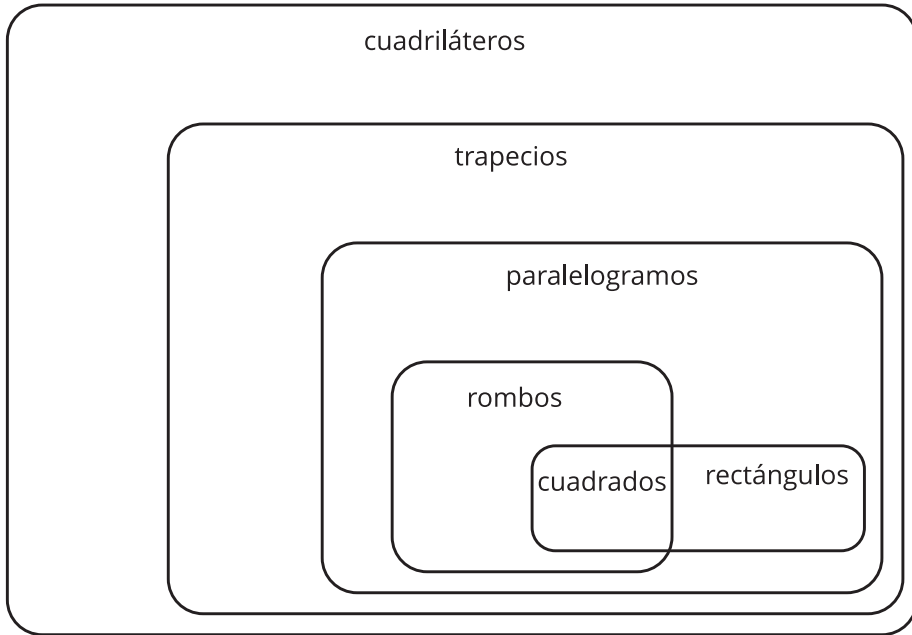 cuadriláteros
trapecios
paralelogramos
rombos
cuadrados
rectángulos